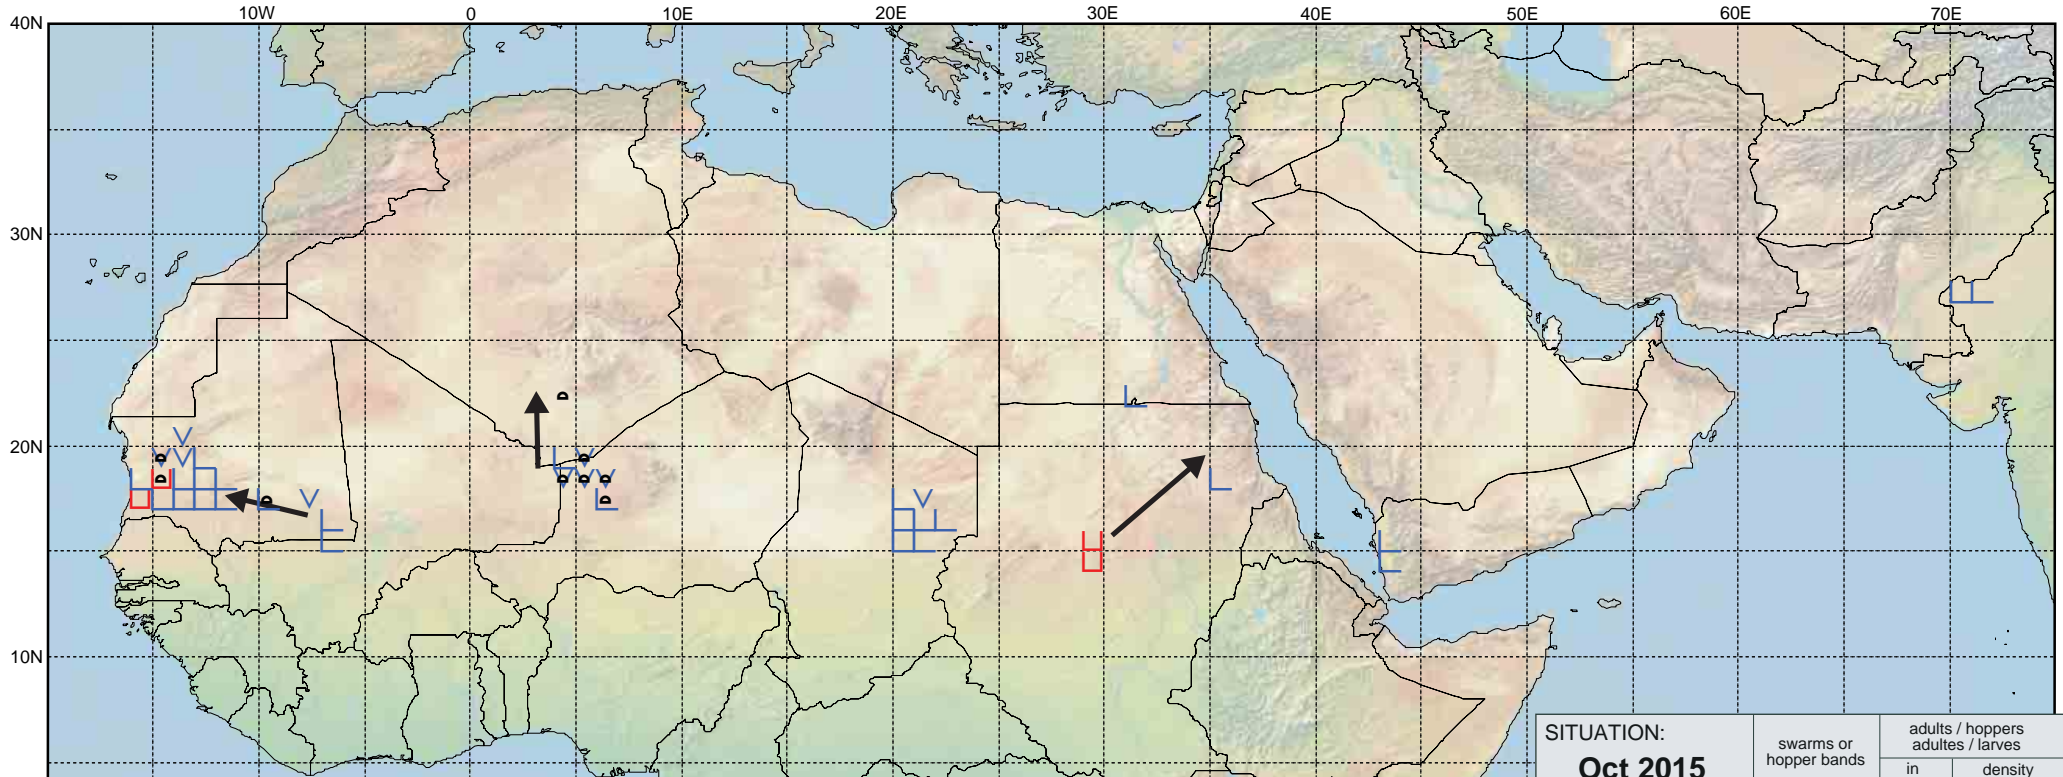 10W 0 10E 20E 30E 40E 50E 60E 70E
40N
30N
20N
10N
D
D
D
D
D
D
D
D
D
D
SITUATION:
Oct 2015
swarms or
hopper bands
adults / hoppers
adultes / larves
in
density